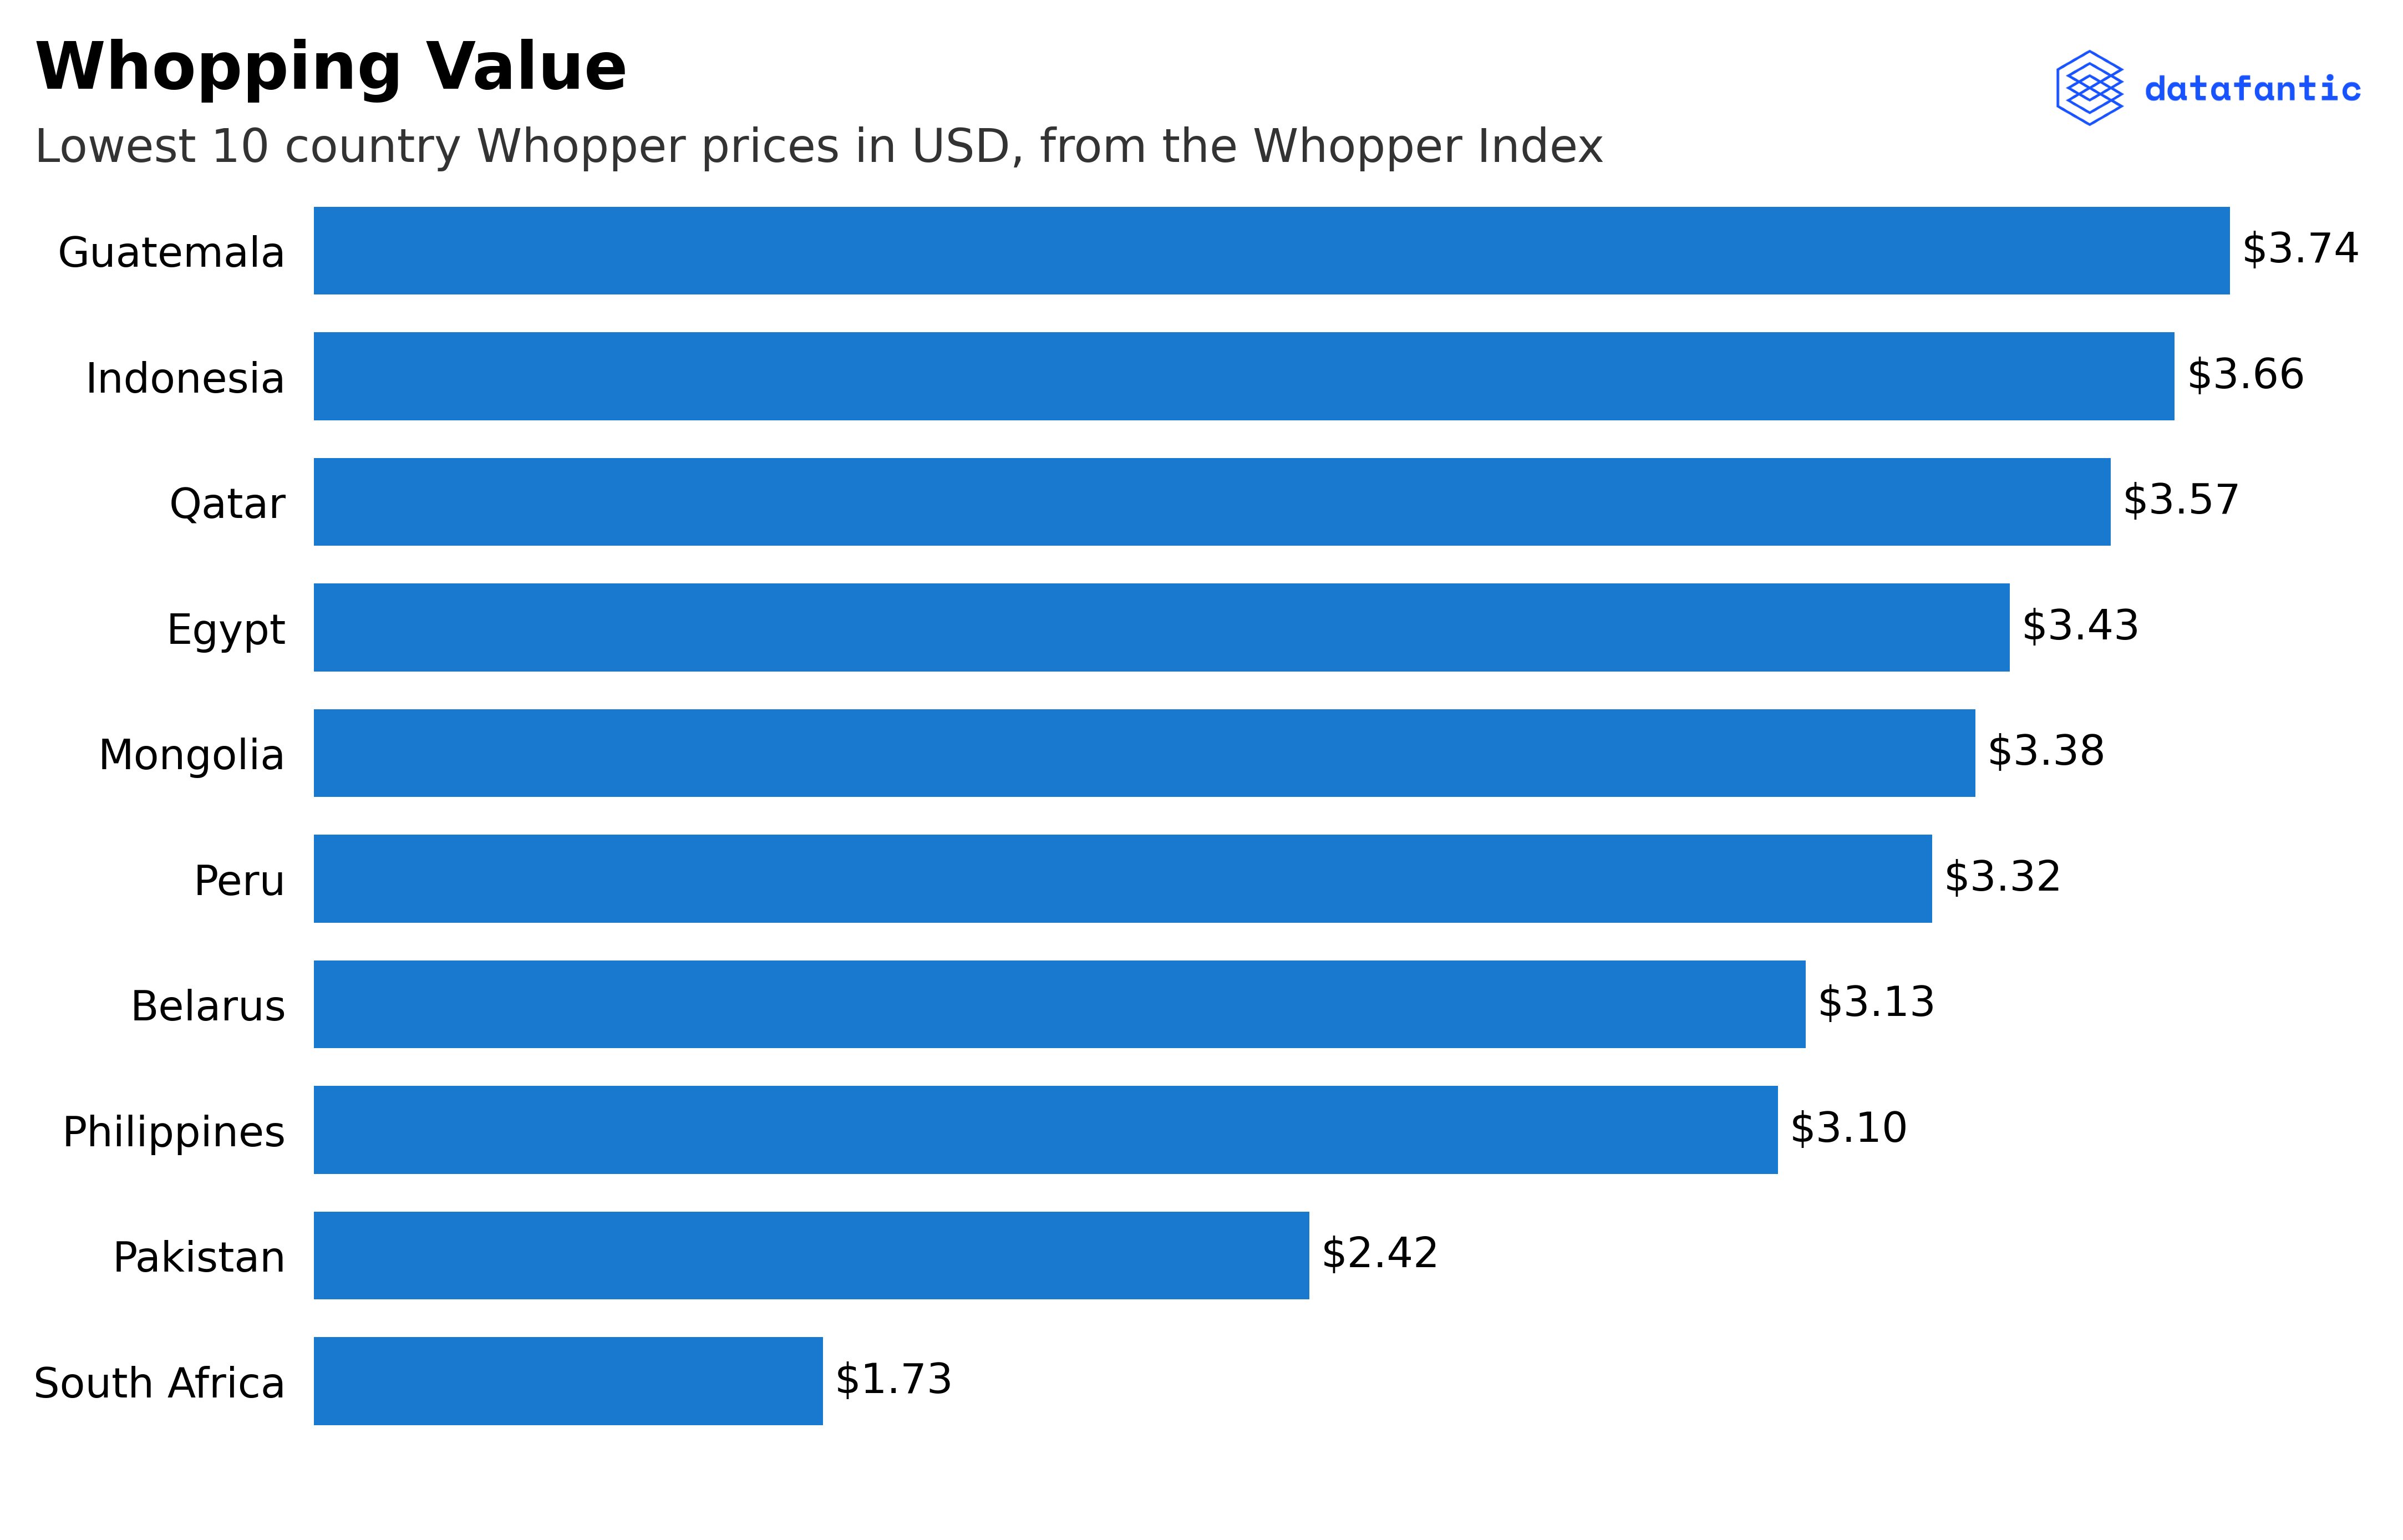 Whopping Value
datafantic
Lowest 10 country Whopper prices in USD, from the Whopper Index
Guatemala $3.74
Indonesia $3.66
Qatar $3.57
Egypt $3.43
Mongolia $3.38
Peru $3.32
Belarus $3.13
Philippines $3.10
Pakistan $2.42
South Africa $1.73